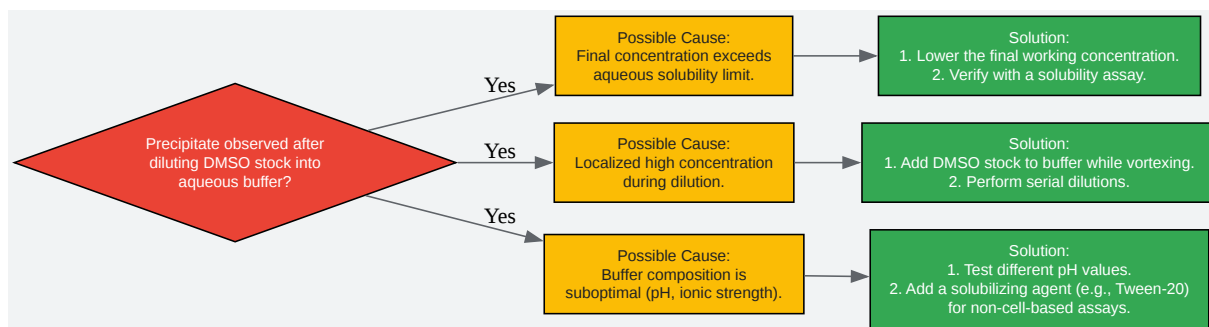 Precipitate observed after
diluting DMSO stock into
aqueous buffer?
Yes
Possible Cause:
Final concentration exceeds
aqueous solubility limit.
Solution:
1. Lower the final working concentration.
2. Verify with a solubility assay.
Yes
Possible Cause:
Localized high concentration
during dilution.
Solution:
1. Add DMSO stock to buffer while vortexing.
2. Perform serial dilutions.
Yes
Possible Cause:
Buffer composition is
suboptimal (pH, ionic strength).
Solution:
1. Test different pH values.
2. Add a solubilizing agent (e.g., Tween-20)
for non-cell-based assays.